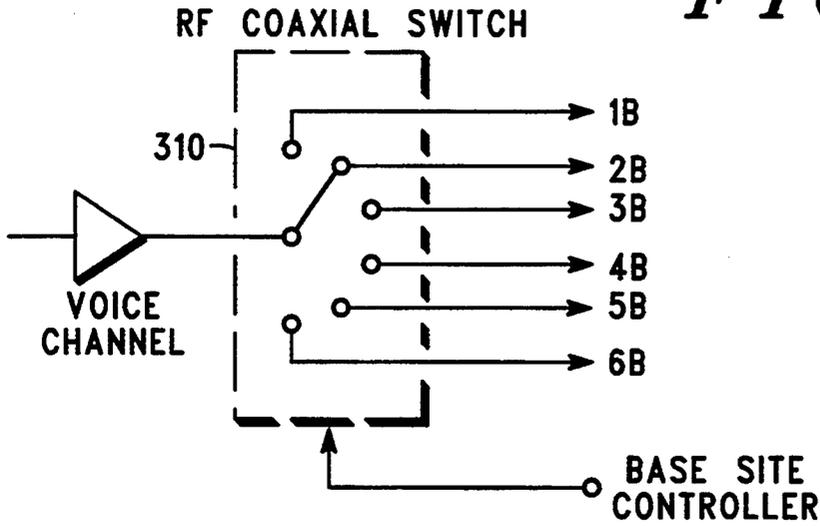 RF COAXIAL SWITCH
310
1B
2B
3B
4B
5B
6B
VOICE
CHANNEL
BASE SITE
CONTROLLER